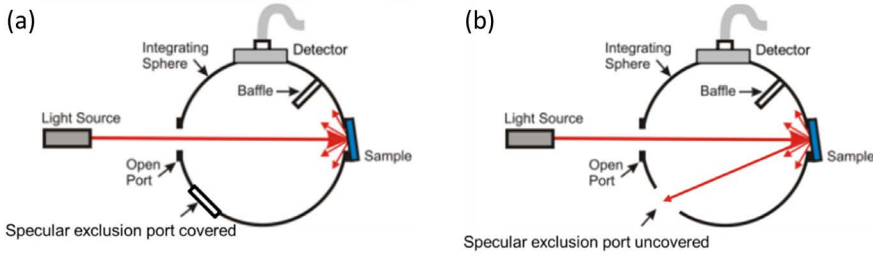 (a)
Integrating
Sphere
Detector
Baffle
Light Source
Open
Port
Sample
Specular exclusion port covered
(b)
Integrating
Sphere
Detector
Baffle
Light Source
Open
Port
Sample
Specular exclusion port uncovered